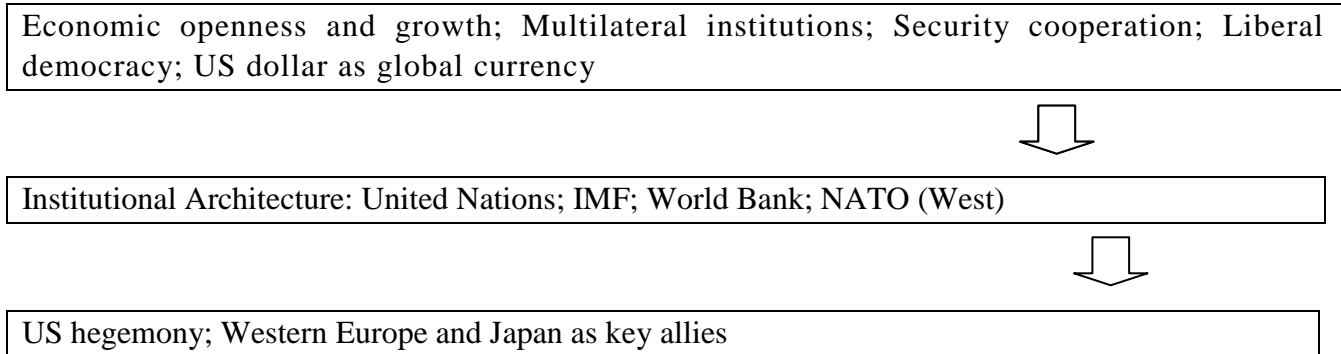 Economic openness and growth; Multilateral institutions; Security cooperation; Liberal
democracy; US dollar as global currency
Institutional Architecture: United Nations; IMF; World Bank; NATO (West)
US hegemony; Western Europe and Japan as key allies